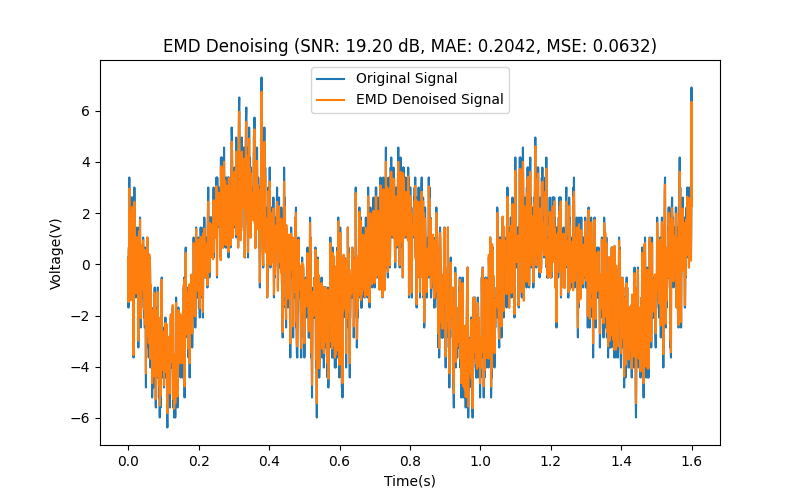 EMD Denoising (SNR: 19.20 dB, MAE: 0.2042, MSE: 0.0632)
Original Signal
EMD Denoised Signal
Voltage(V)
6
4
2
0
−2
−4
−6
0.0 0.2 0.4 0.6 0.8 1.0 1.2 1.4 1.6
Time(s)